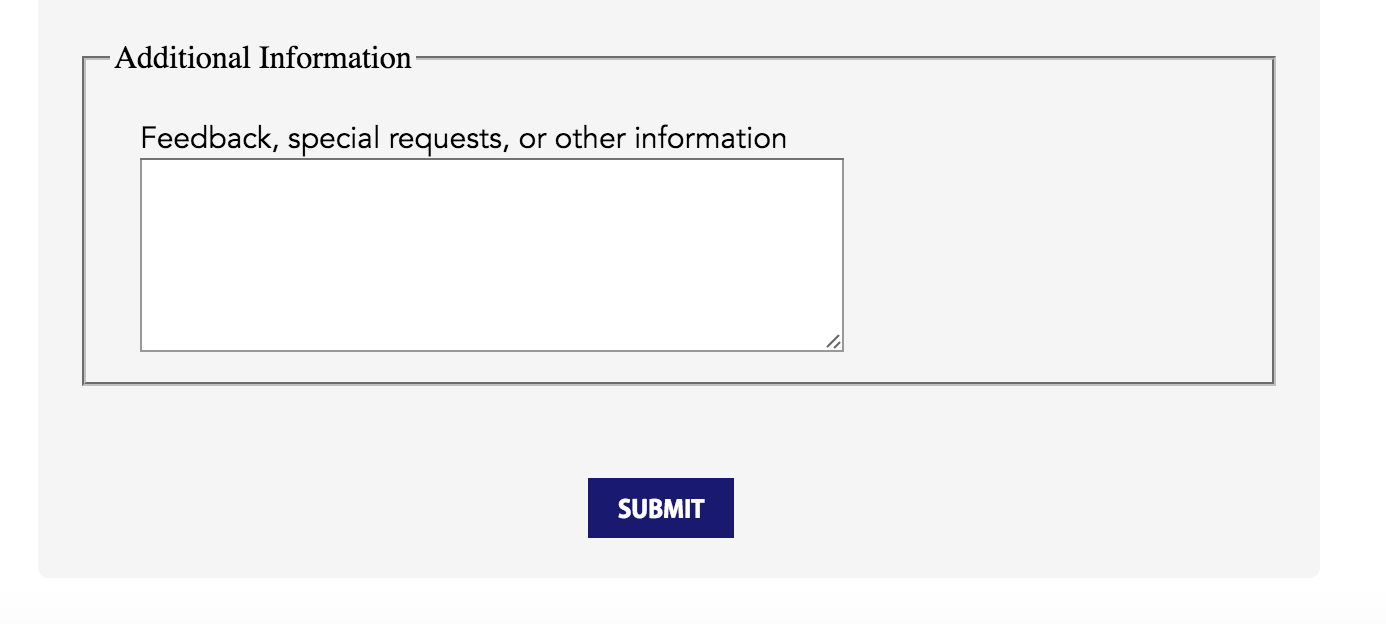 Additional Information
Feedback, special requests, or other information
SUBMIT